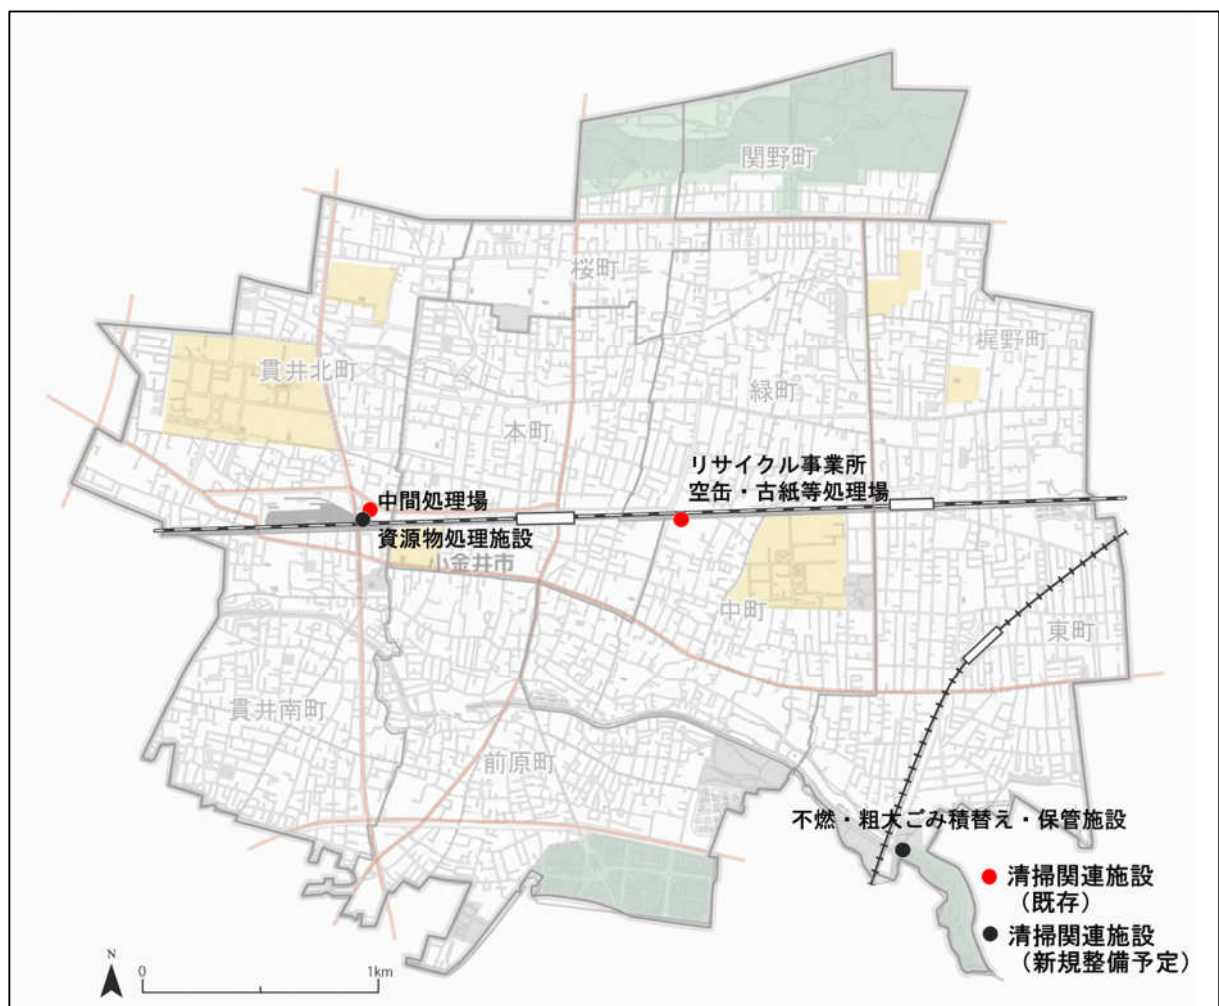 関野町
桜町
梶野町
貫井北町
緑町
本町
リサイクル事業所
空缶・古紙等処理場
中間処理場
資源物処理施設
小金井市
中町
東町
貫井南町
前原町
不燃・粗大ごみ積替え・保管施設
清掃関連施設
（既存）
清掃関連施設
（新規整備予定）
N
0 1km